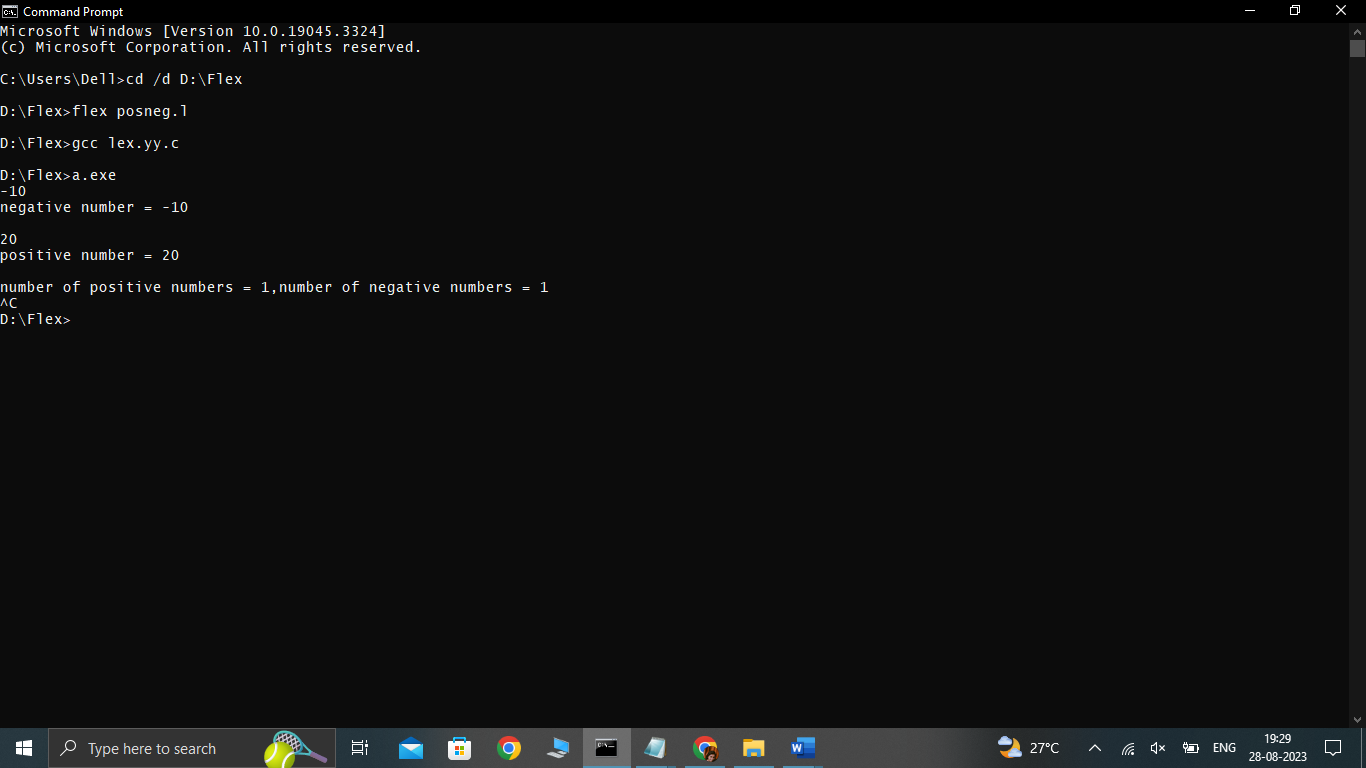 Command Prompt
Microsoft Windows [Version 10.0.19045.3324]
(c) Microsoft Corporation. All rights reserved.
C:\Users\Dell>cd /d D:\Flex
D:\Flex>flex posneg.l
D:\Flex>gcc lex.yy.c
D:\Flex>a.exe
-10
negative number = -10
20
positive number = 20
number of positive numbers = 1,number of negative numbers = 1
^C
D:\Flex>
Type here to search
27°C
ENG
19:29
28-08-2023